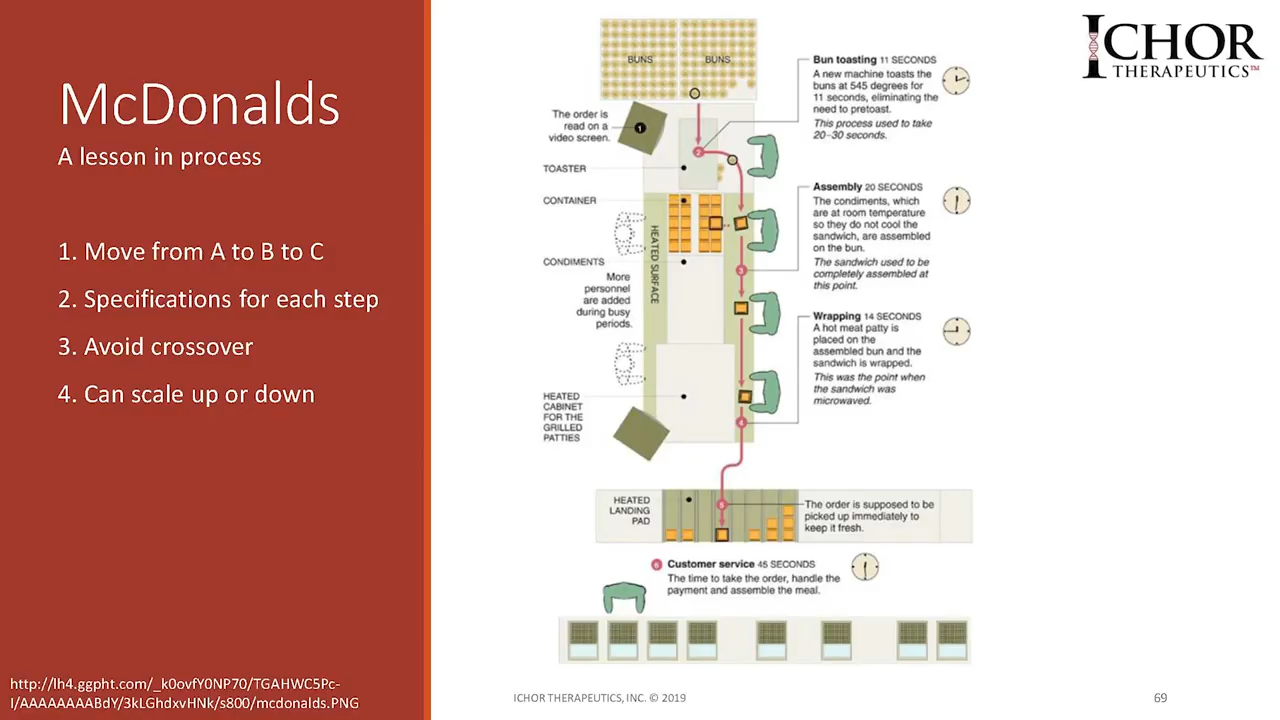 McDonalds
A lesson in process
1. Move from A to B to C
2. Specifications for each step
3. Avoid crossover
4. Can scale up or down
http://lh4.ggpht.com/_k0ovfY0NP70/TGAHWC5Pc-
I/AAAAAAAABdY/3kLGhdxvHNk/s800/mcdonalds.PNG
ICHOR
THERAPEUTICS™
BUNS
BUNS
The order is
read on a
video screen.
1
TOASTER
2
CONTAINER
HEATED SURFACE
CONDIMENTS
More
personnel
are added
during busy
periods.
3
HEATED
CABINET
FOR THE
GRILLED
PATTIES
4
Bun toasting 11 SECONDS
A new machine toasts the
buns at 545 degrees for
11 seconds, eliminating the
need to pretoast.
This process used to take
20–30 seconds.
Assembly 20 SECONDS
The condiments, which
are at room temperature
so they do not cool the
sandwich, are assembled
on the bun.
The sandwich used to be
completely assembled at
this point.
Wrapping 14 SECONDS
A hot meat patty is
placed on the
assembled bun and the
sandwich is wrapped.
This was the point when
the sandwich was
microwaved.
HEATED
LANDING
PAD
5
The order is supposed to be
picked up immediately to
keep it fresh.
6 Customer service 45 SECONDS
The time to take the order, handle the
payment and assemble the meal.
ICHOR THERAPEUTICS, INC. © 2019
69